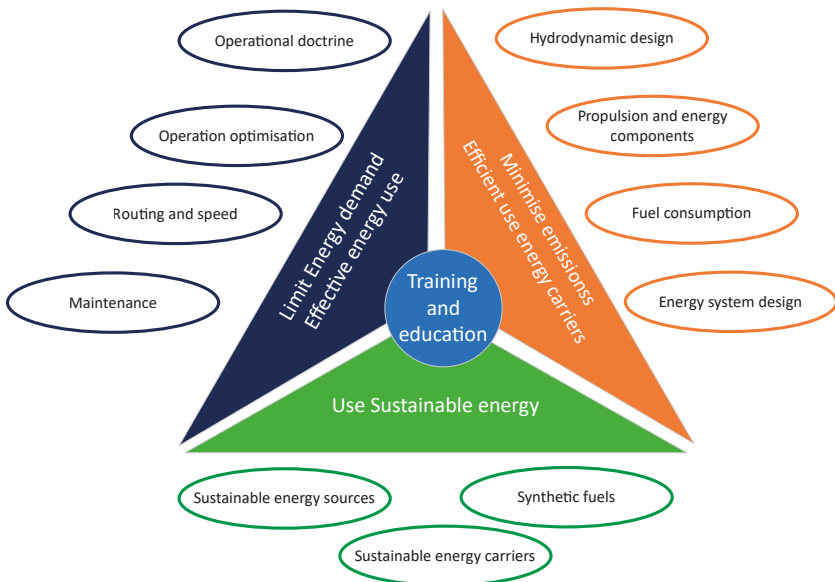 Operational doctrine
Operation optimisation
Routing and speed
Maintenance
Limit Energy demand
Effective energy use
Hydrodynamic design
Propulsion and energy
components
Fuel consumption
Energy system design
Minimise emissionss
Efficient use energy carriers
Training
and
education
Use Sustainable energy
Sustainable energy sources
Synthetic fuels
Sustainable energy carriers